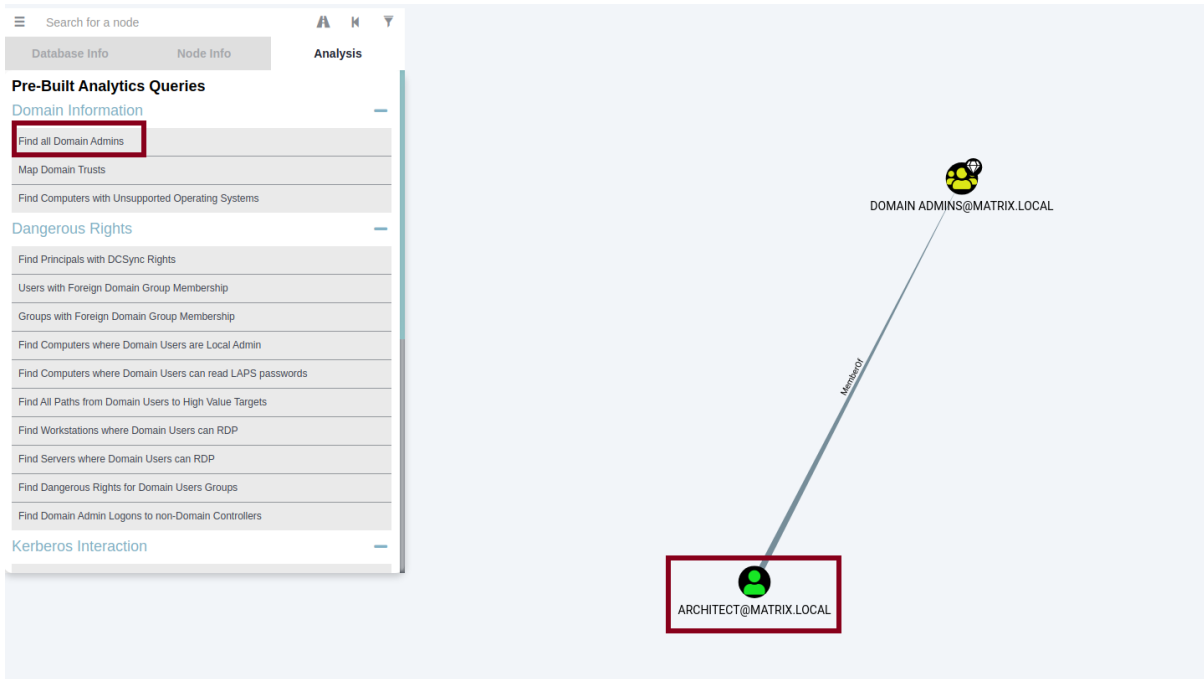 Search for a node
Database Info
Node Info
Analysis
Pre-Built Analytics Queries
Domain Information
Find all Domain Admins
Map Domain Trusts
Find Computers with Unsupported Operating Systems
Dangerous Rights
Find Principals with DCSync Rights
Users with Foreign Domain Group Membership
Groups with Foreign Domain Group Membership
Find Computers where Domain Users are Local Admin
Find Computers where Domain Users can read LAPS passwords
Find All Paths from Domain Users to High Value Targets
Find Workstations where Domain Users can RDP
Find Servers where Domain Users can RDP
Find Dangerous Rights for Domain Users Groups
Find Domain Admin Logons to non-Domain Controllers
Kerberos Interaction
DOMAIN ADMINS@MATRIX.LOCAL
MemberOf
ARCHITECT@MATRIX.LOCAL